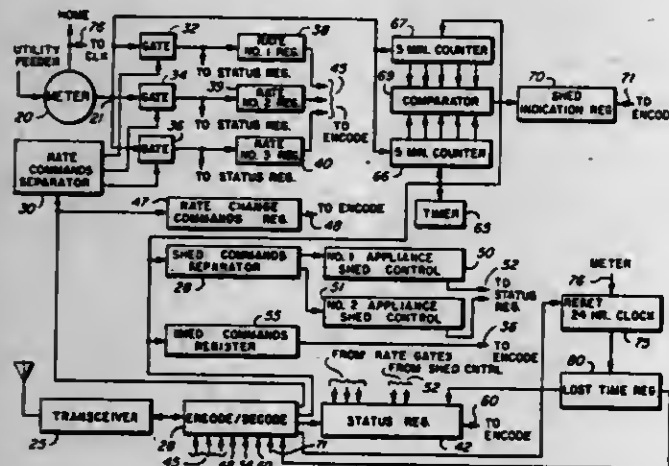 HOME
76
TO CLK
UTILITY FEEDER
METER
20
21
32
GATE
TO STATUS REG.
38
RATE NO. 1 REG.
34
GATE
TO STATUS REG.
39
RATE NO. 2 REG.
45
TO ENCODE
36
GATE
TO STATUS REG.
RATE NO. 3 REG.
40
67
5 MIN. COUNTER
69
COMPARATOR
5 MIN. COUNTER
66
TIMER
65
70
SHED INDICATION REG.
71
TO ENCODE
RATE COMMANDS SEPARATOR
30
47
RATE CHANGE COMMANDS REG.
TO ENCODE
48
SHED COMMANDS SEPARATOR
28
NO. 1 APPLIANCE SHED CONTROL
50
51
NO. 2 APPLIANCE SHED CONTROL
52
TO STATUS REG.
55
SHED COMMANDS REGISTER
56
TO ENCODE
METER
76
RESET
24 HR. CLOCK
75
80
LOST TIME REG.
FROM RATE GATES
FROM SHED CNTRL
52
TRANSCEIVER
25
ENCODE/DECODE
26
STATUS REG.
42
60
TO ENCODE
45
48
56
60
71